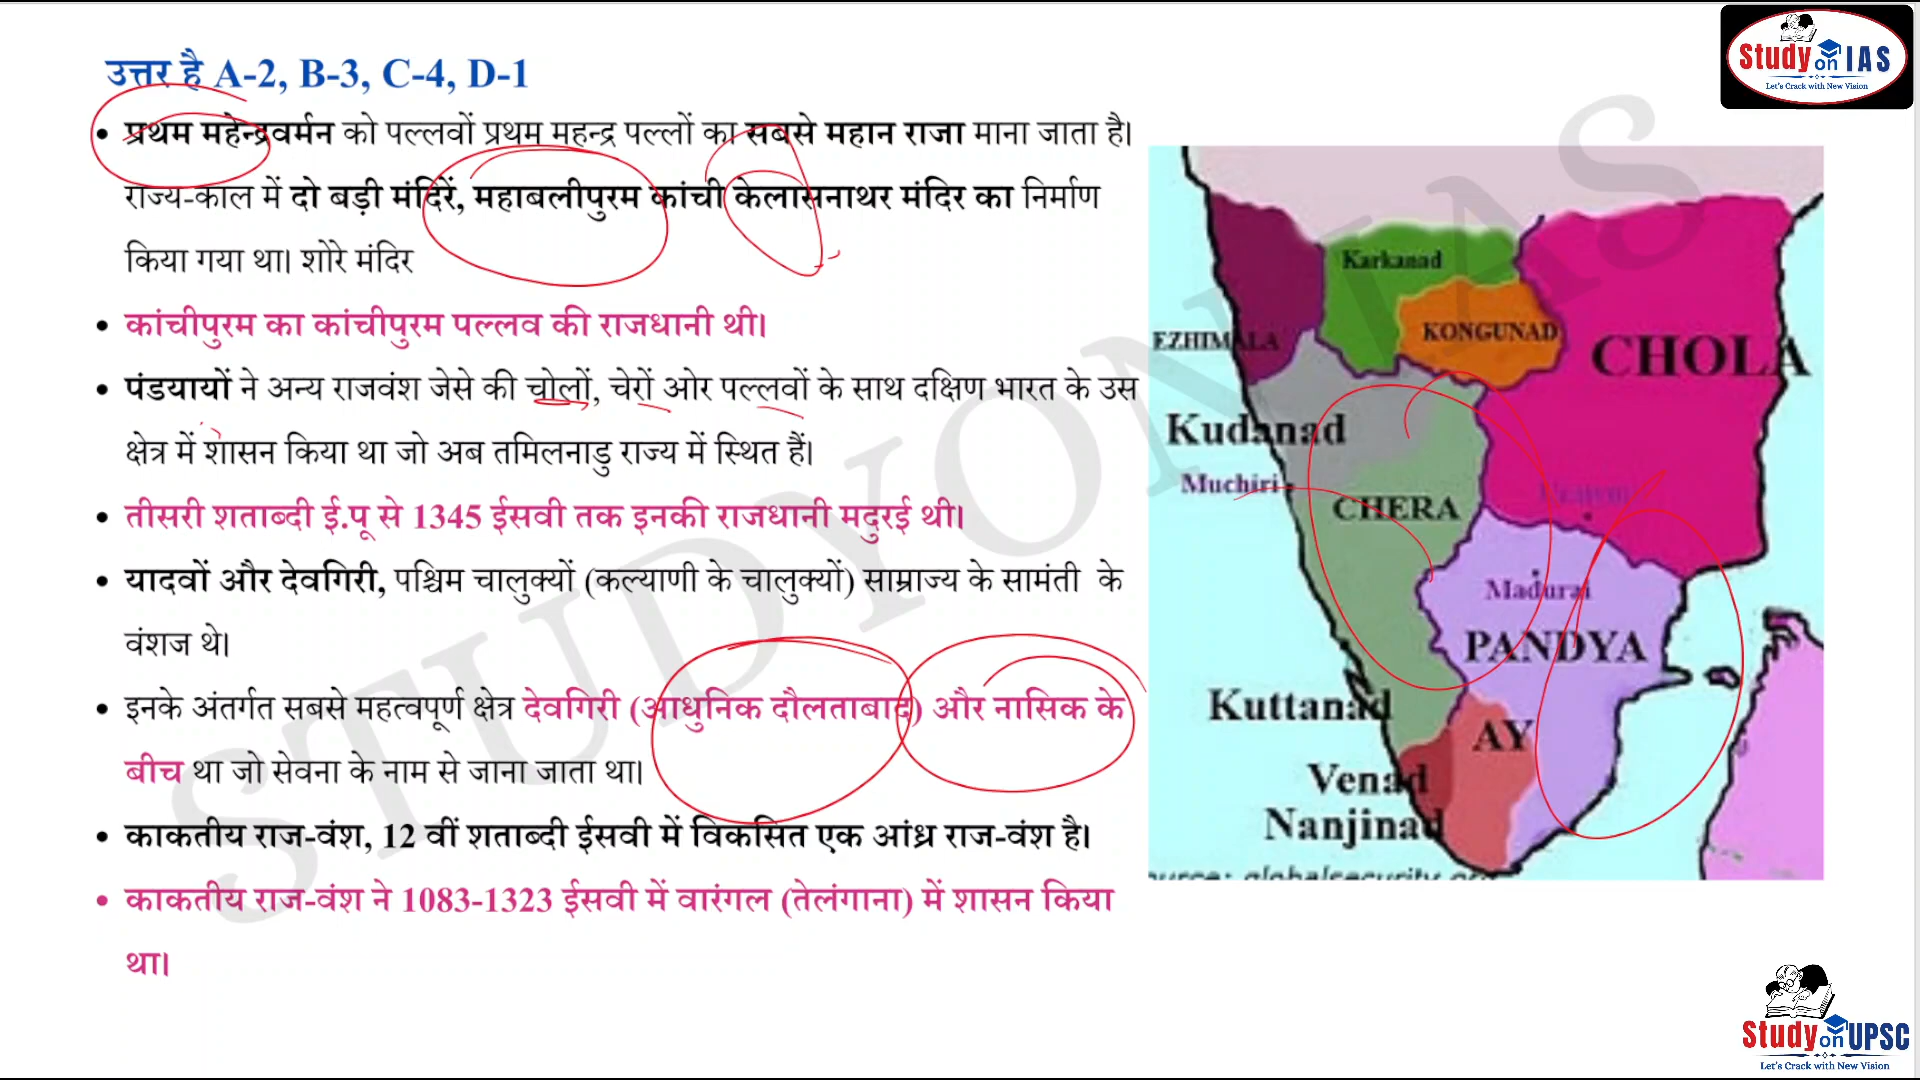 उत्तर है A-2, B-3, C-4, D-1
• प्रथम महेन्द्रवर्मन को पल्लवों प्रथम महन्द्र पल्लों का सबसे महान राजा माना जाता है।
राज्य-काल में दो बड़ी मंदिरें, महाबलीपुरम कांची केलासनाथर मंदिर का निर्माण
किया गया था। शोरे मंदिर
• कांचीपुरम का कांचीपुरम पल्लव की राजधानी थी।
• पंडयायों ने अन्य राजवंश जेसे की चोलों, चेरों ओर पल्लवों के साथ दक्षिण भारत के उस
क्षेत्र में शासन किया था जो अब तमिलनाडु राज्य में स्थित हैं।
• तीसरी शताब्दी ई.पू से 1345 ईसवी तक इनकी राजधानी मदुरई थी।
• यादवों और देवगिरी, पश्चिम चालुक्यों (कल्याणी के चालुक्यों) साम्राज्य के सामंती के
वंशज थे।
• इनके अंतर्गत सबसे महत्वपूर्ण क्षेत्र देवगिरी (आधुनिक दौलताबाद) और नासिक के
बीच था जो सेवना के नाम से जाना जाता था।
• काकतीय राज-वंश, 12 वीं शताब्दी ईसवी में विकसित एक आंध्र राज-वंश है।
• काकतीय राज-वंश ने 1083-1323 ईसवी में वारंगल (तेलंगाना) में शासन किया
था।
Study on IAS
Let's Crack with New Vision
Karkanad
KONGUNAD
EZHIMALA
CHOLA
Kudanad
Muchiri
CHERA
Madurai
PANDYA
Kuttanad
AY
Venad
Nanjinad
STUDYONIAS
Study on UPSC
Let's Crack with New Vision